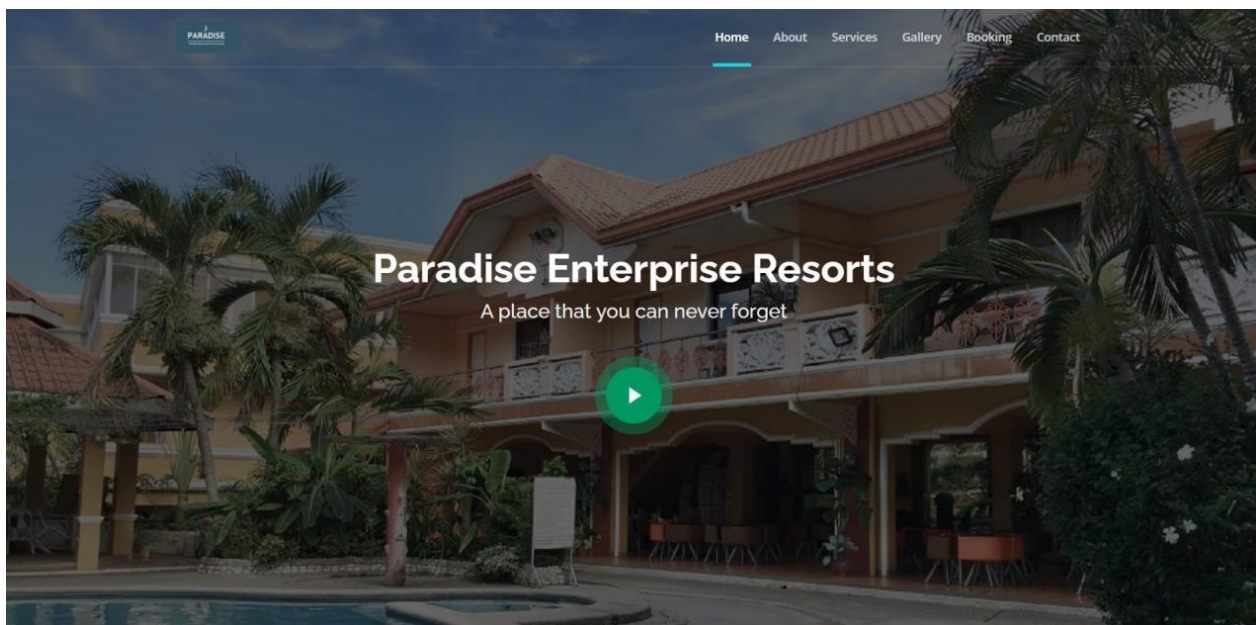 PARADISE
Home About Services Gallery Booking Contact
Paradise Enterprise Resorts
A place that you can never forget